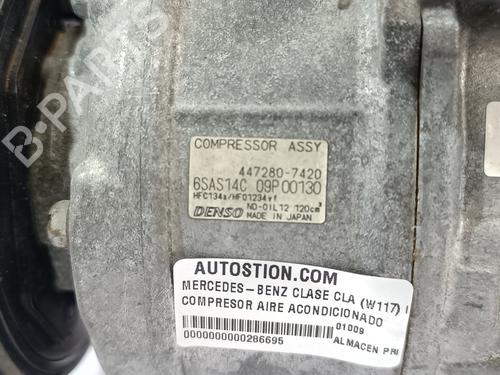 B-PARTS
COMPRESSOR ASSY
447280-7420
6SAS14C 09P00130
HFC134a/HFO1234yf
DENSO ND-OIL12 120cm³
MADE IN JAPAN
AUTOSTION.COM
MERCEDES-BENZ CLASE CLA (W117)
COMPRESOR AIRE ACONDICIONADO
01009
0000000000286695 ALMACEN PRI